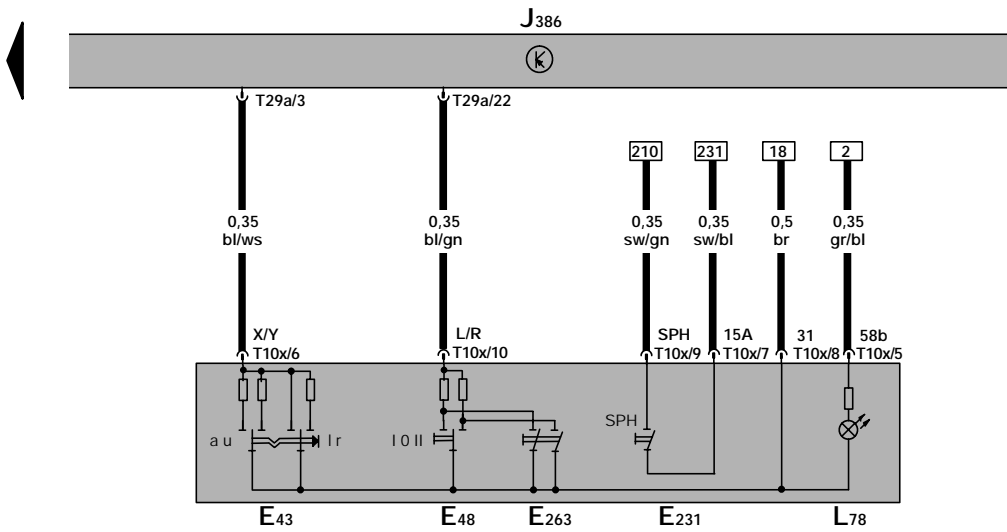 J386
T29a/3 T29a/22
210 231 18 2
0,35 0,35 0,35 0,35 0,5 0,35
bl/ws bl/gn sw/gn sw/bl br gr/bl
X/Y L/R SPH 15A 31 58b
T10x/6 T10x/10 T10x/9 T10x/7 T10x/8 T10x/5
SPH
a u l r I 0 II
E43 E48 E263 E231 L78